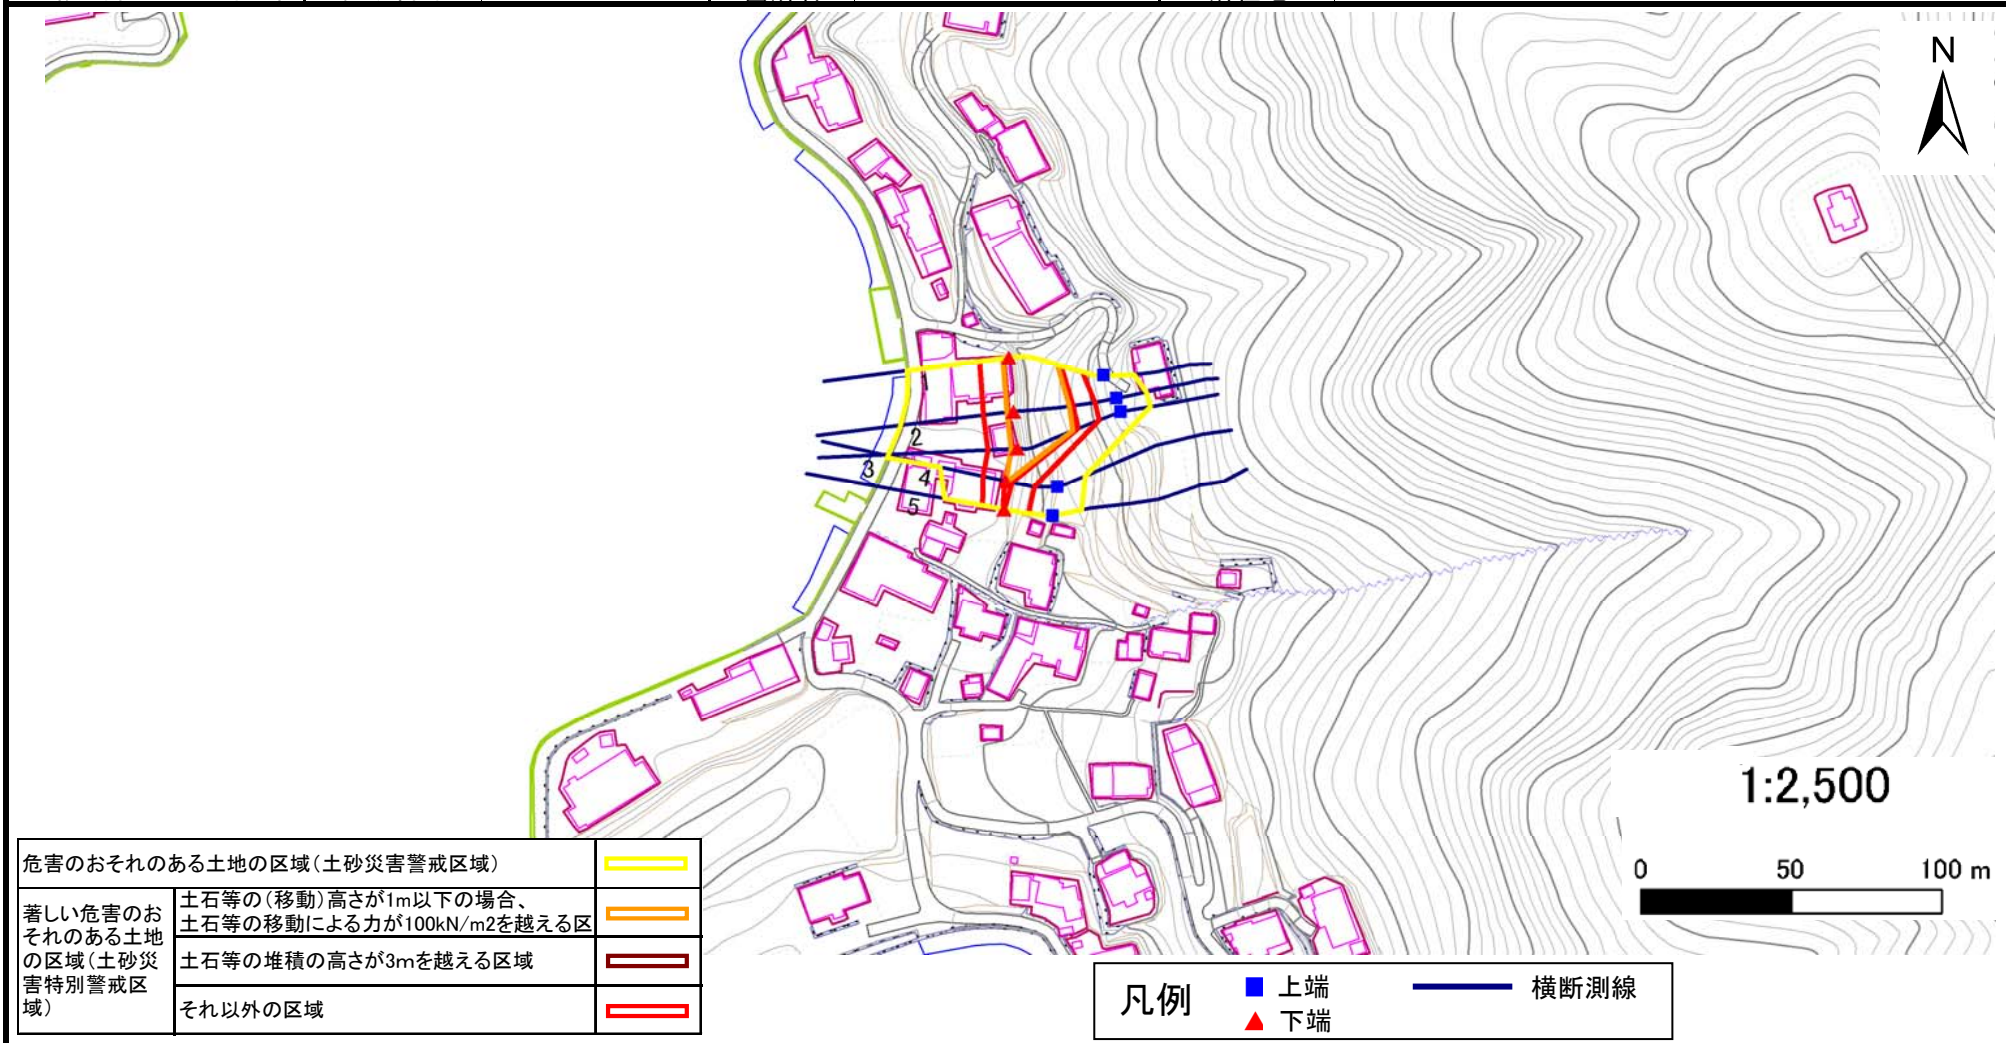 N
1
2
3
4
5
1:2,500
0 50 100 m
危害のおそれのある土地の区域(土砂災害警戒区域)
著しい危害のお
それのある土地
の区域(土砂災
害特別警戒区
域)
土石等の(移動)高さが1m以下の場合、
土石等の移動による力が100kN/m2を越える区
土石等の堆積の高さが3mを越える区域
それ以外の区域
凡例
上端
下端
横断測線